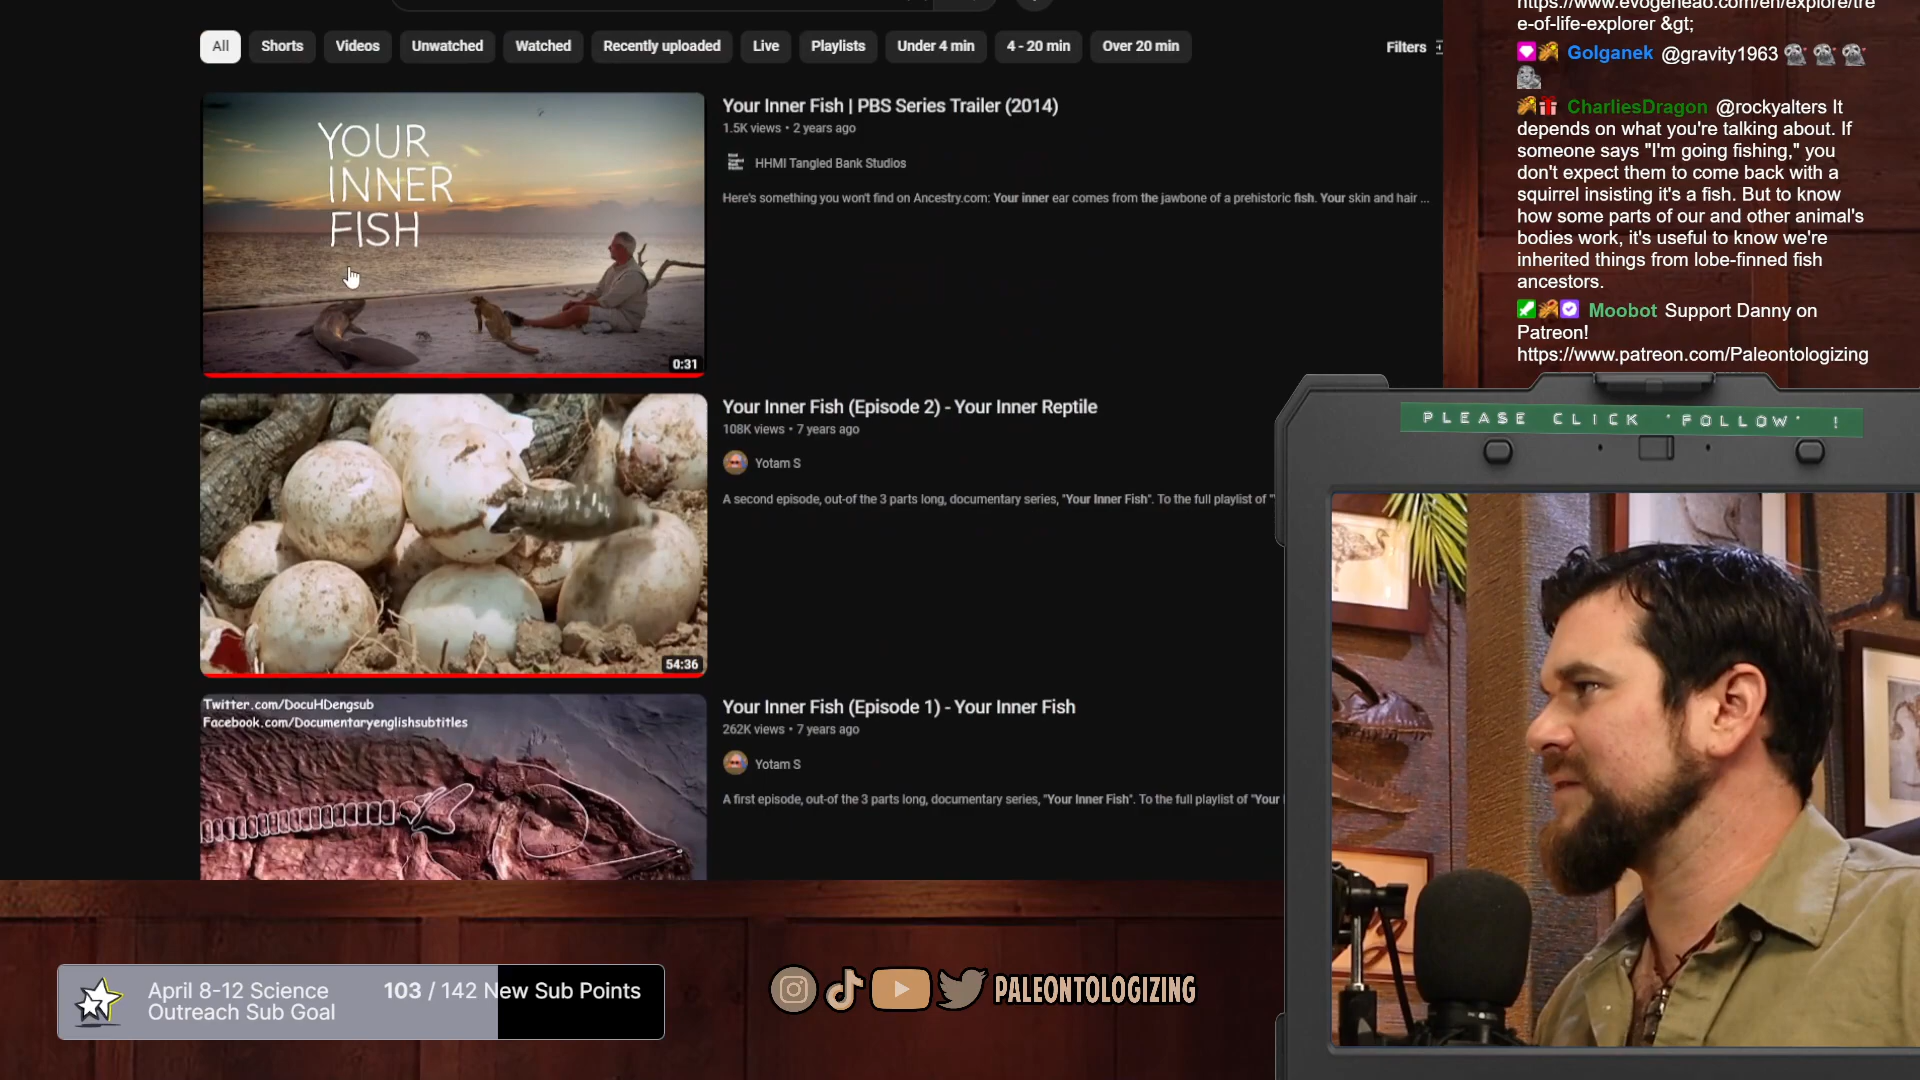 All
Shorts
Videos
Unwatched
Watched
Recently uploaded
Live
Playlists
Under 4 min
4 - 20 min
Over 20 min
Filters
YOUR
INNER
FISH
0:31
Your Inner Fish | PBS Series Trailer (2014)
1.5K views • 2 years ago
HHMI Tangled Bank Studios
Here's something you won't find on Ancestry.com: Your inner ear comes from the jawbone of a prehistoric fish. Your skin and hair ...
54:36
Your Inner Fish (Episode 2) - Your Inner Reptile
108K views • 7 years ago
Yotam S
A second episode, out-of the 3 parts long, documentary series, "Your Inner Fish". To the full playlist of "
Twitter.com/DocuHDengsub
Facebook.com/Documentaryenglishsubtitles
Your Inner Fish (Episode 1) - Your Inner Fish
262K views • 7 years ago
Yotam S
A first episode, out-of the 3 parts long, documentary series, "Your Inner Fish". To the full playlist of "Your
https://www.evogeneao.com/en/explore/tre
e-of-life-explorer &gt;
Golganek @gravity1963
CharliesDragon @rockyalters It
depends on what you're talking about. If
someone says "I'm going fishing," you
don't expect them to come back with a
squirrel insisting it's a fish. But to know
how some parts of our and other animal's
bodies work, it's useful to know we're
inherited things from lobe-finned fish
ancestors.
Moobot Support Danny on
Patreon!
https://www.patreon.com/Paleontologizing
PLEASE CLICK "FOLLOW" !
April 8-12 Science
Outreach Sub Goal
103 / 142 New Sub Points
PALEONTOLOGIZING